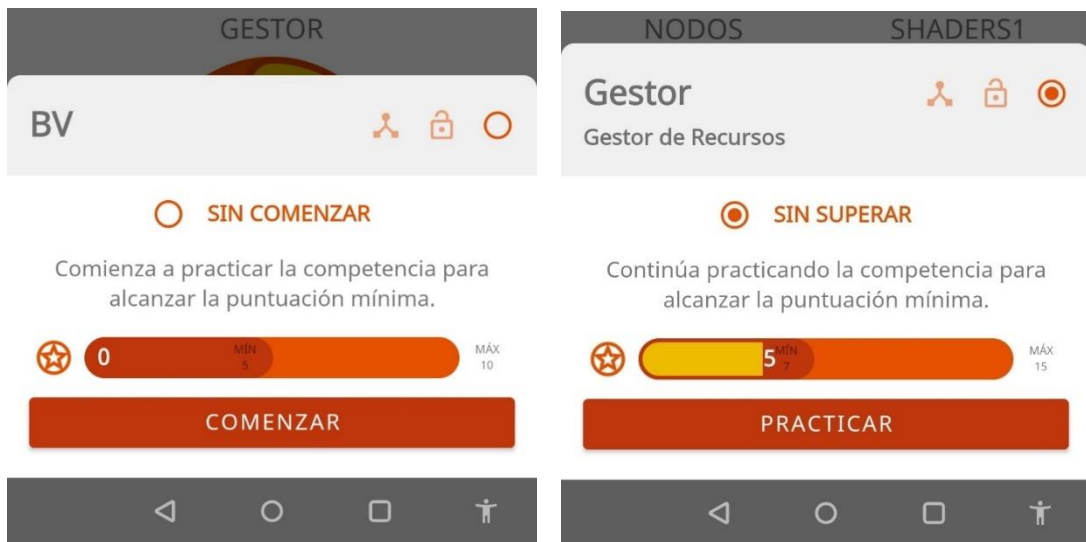 GESTOR
BV
SIN COMENZAR
Comienza a practicar la competencia para
alcanzar la puntuación mínima.
0
MÍN
5
MÁX
10
COMENZAR
NODOS
SHADERS1
Gestor
Gestor de Recursos
SIN SUPERAR
Continúa practicando la competencia para
alcanzar la puntuación mínima.
5
MÍN
7
MÁX
15
PRACTICAR